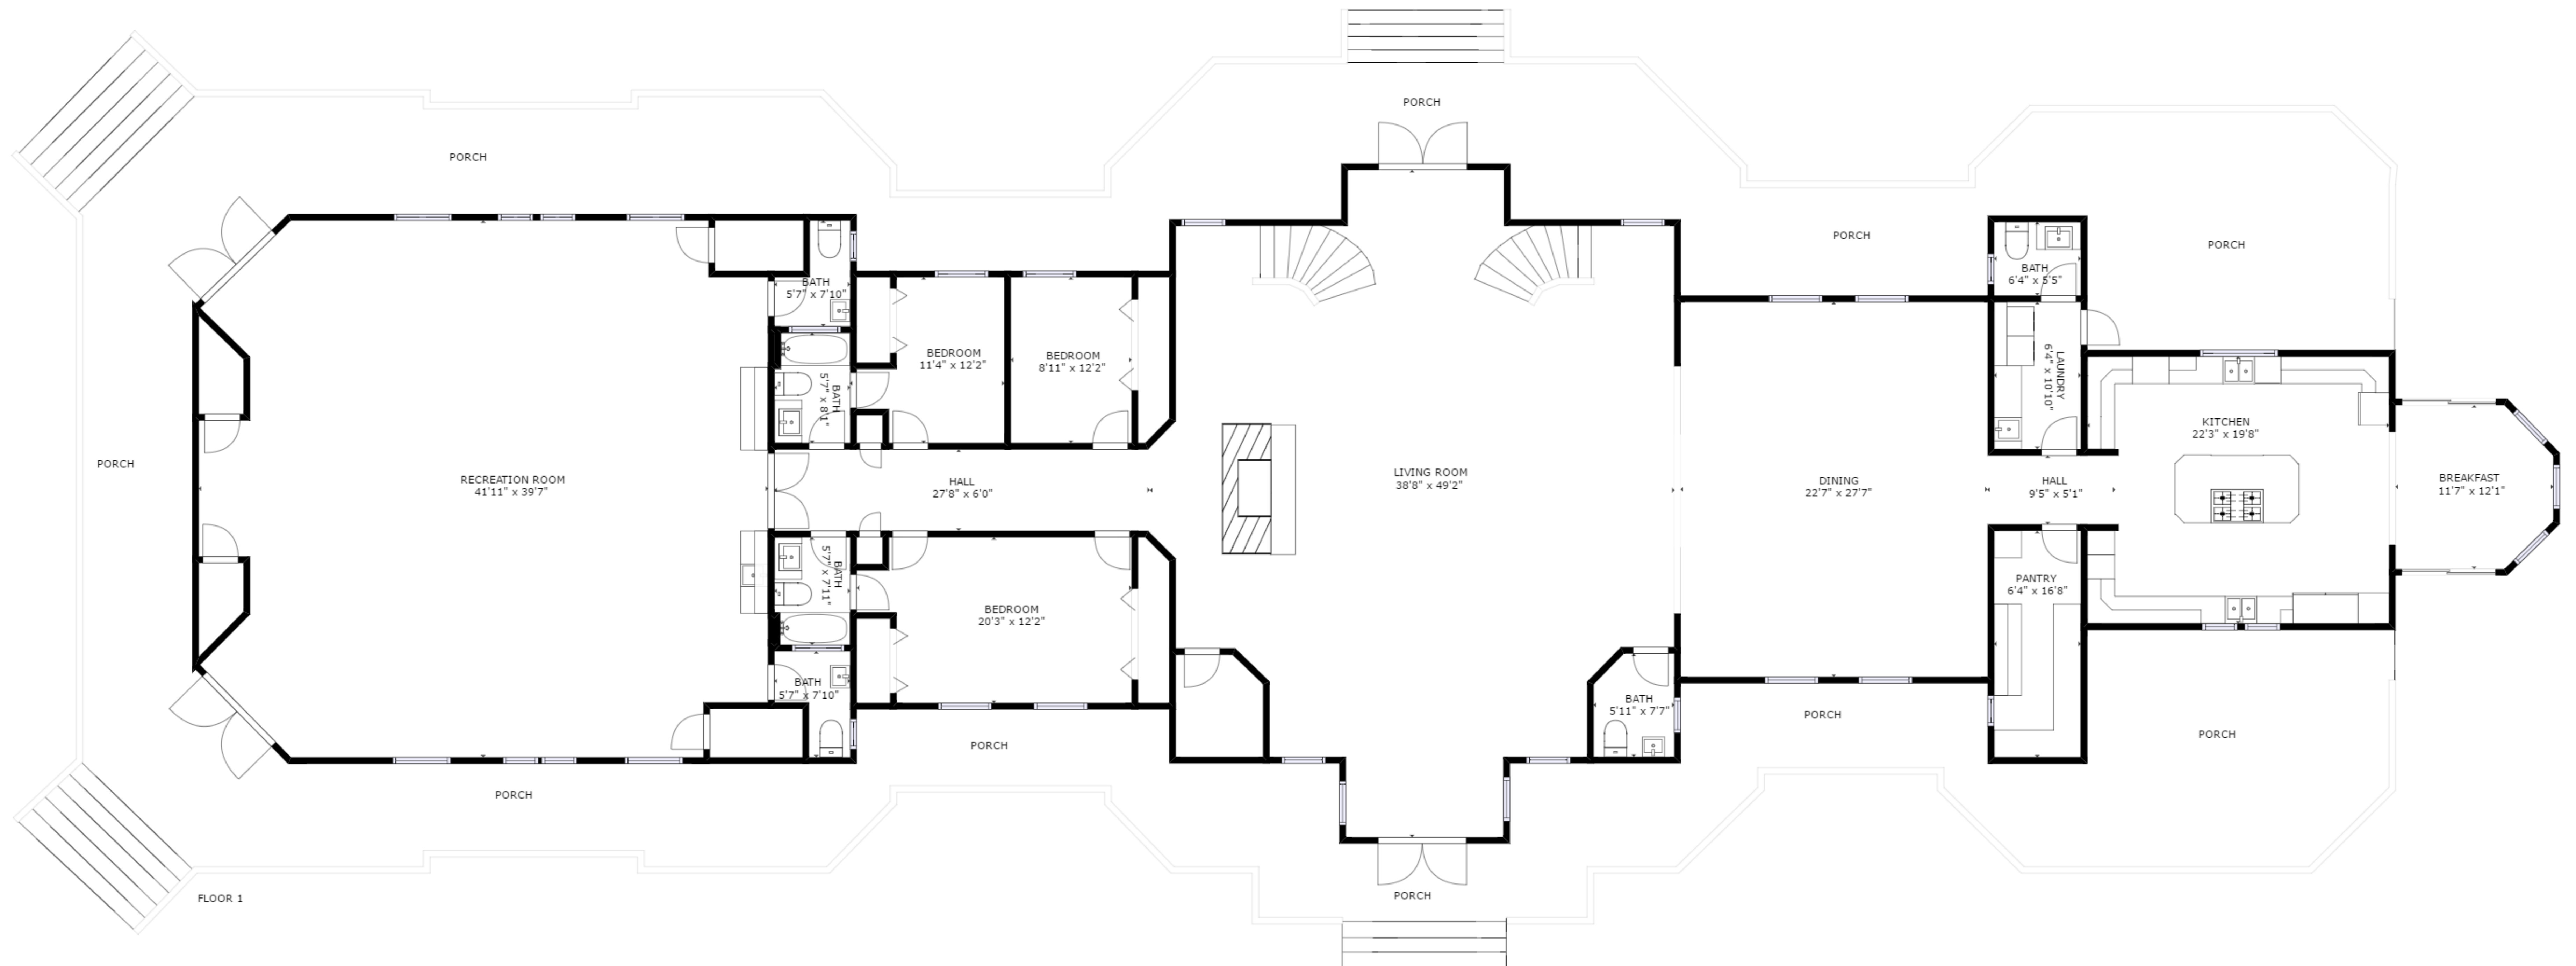 PORCH
PORCH
PORCH
PORCH
PORCH
BATH
6'4" x 5'5"
BATH
5'7" x 7'10"
BEDROOM
11'4" x 12'2"
BEDROOM
8'11" x 12'2"
LAUNDRY
6'4" x 10'10"
BATH
5'7" x 8'1"
KITCHEN
22'3" x 19'8"
PORCH
RECREATION ROOM
41'11" x 39'7"
HALL
27'8" x 6'0"
LIVING ROOM
38'8" x 49'2"
DINING
22'7" x 27'7"
HALL
9'5" x 5'1"
BREAKFAST
11'7" x 12'1"
BATH
5'7" x 7'11"
PANTRY
6'4" x 16'8"
BEDROOM
20'3" x 12'2"
BATH
5'7" x 7'10"
BATH
5'11" x 7'7"
PORCH
PORCH
PORCH
PORCH
PORCH
FLOOR 1